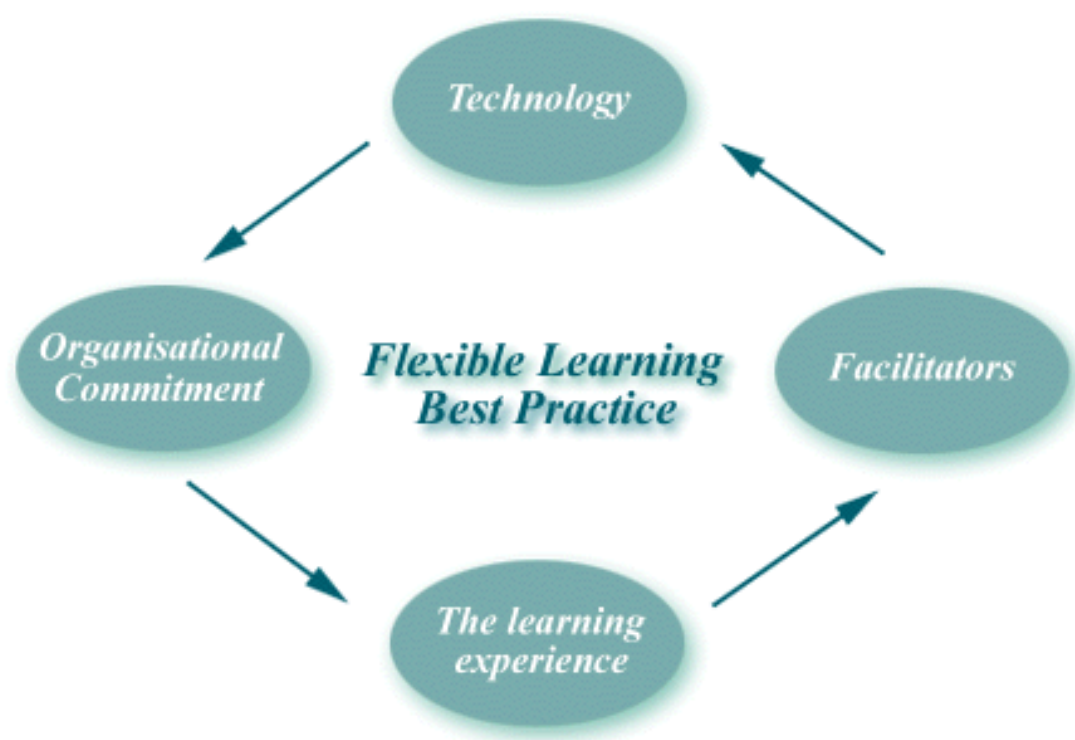 Technology
Organisational
Commitment
Flexible Learning
Best Practice
Facilitators
The learning
experience